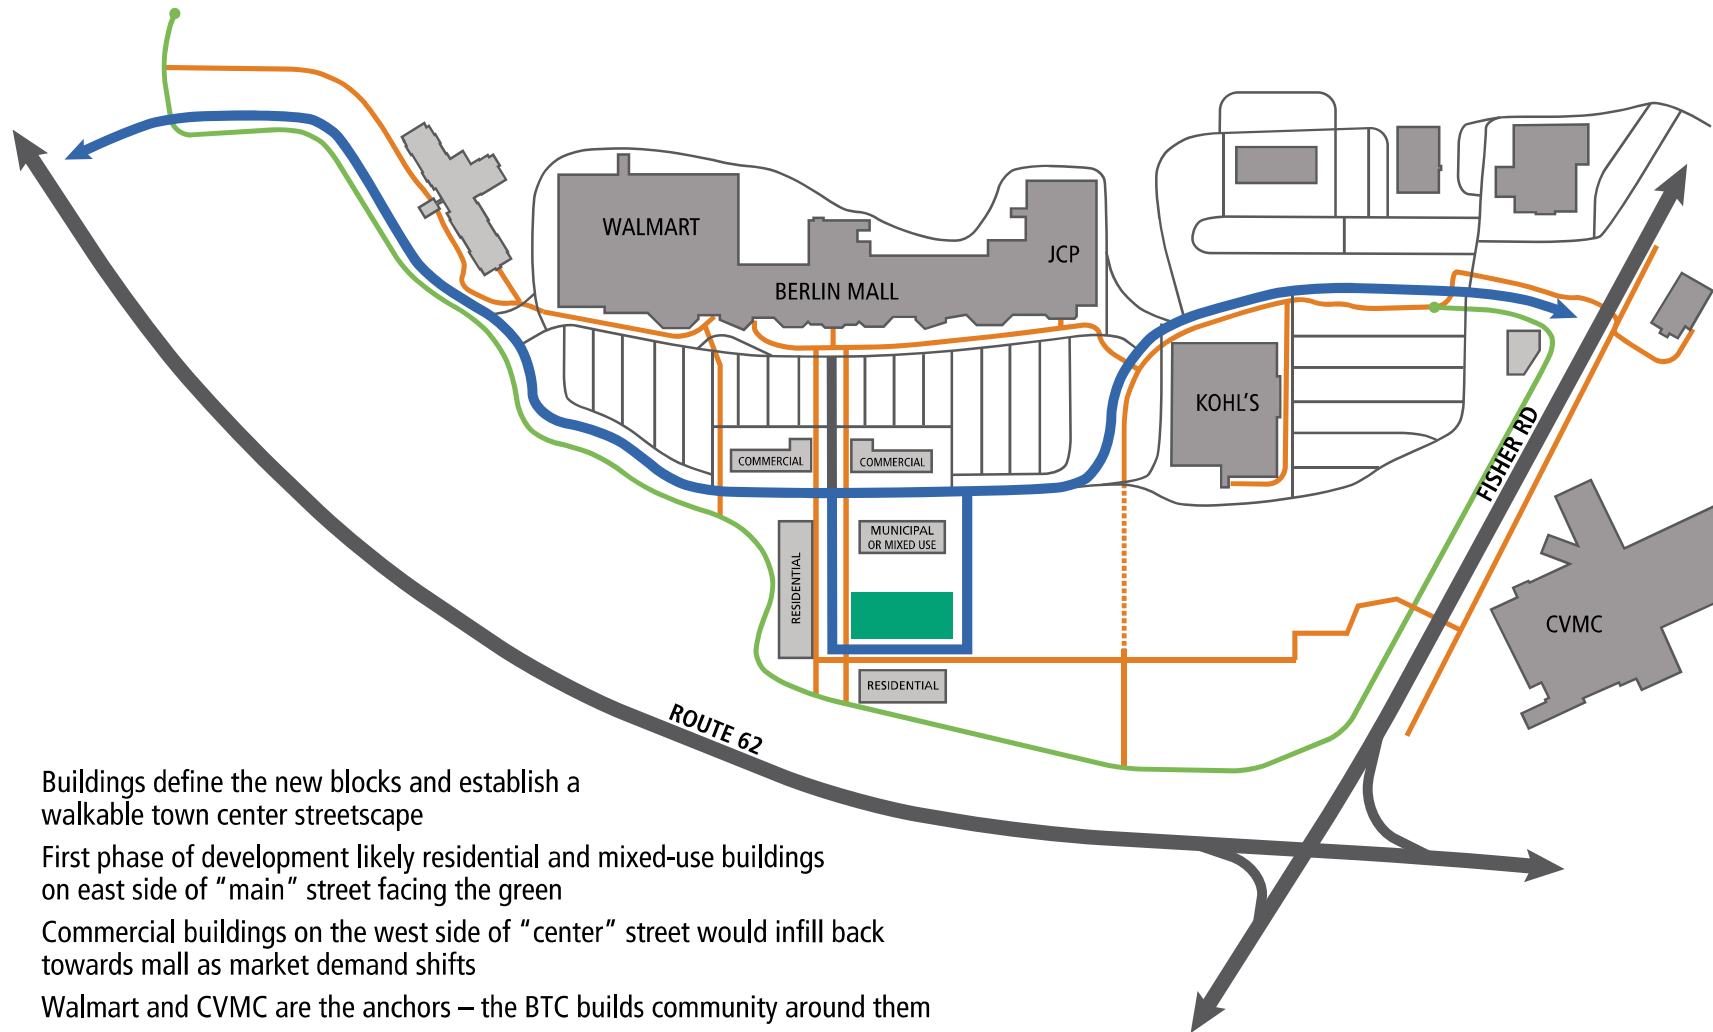 WALMART
JCP
BERLIN MALL
KOHL'S
COMMERCIAL
COMMERCIAL
FISHER RD
MUNICIPAL
OR MIXED USE
RESIDENTIAL
CVMC
RESIDENTIAL
ROUTE 62
Buildings define the new blocks and establish a
walkable town center streetscape
First phase of development likely residential and mixed-use buildings
on east side of “main” street facing the green
Commercial buildings on the west side of “center” street would infill back
towards mall as market demand shifts
Walmart and CVMC are the anchors – the BTC builds community around them